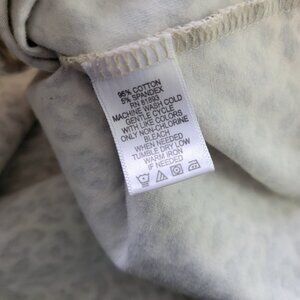 95% COTTON
5% SPANDEX
RN 81893
MACHINE WASH COLD
GENTLE CYCLE
WITH LIKE COLORS
ONLY NON-CHLORINE
BLEACH
WHEN NEEDED
TUMBLE DRY LOW
WARM IRON
IF NEEDED